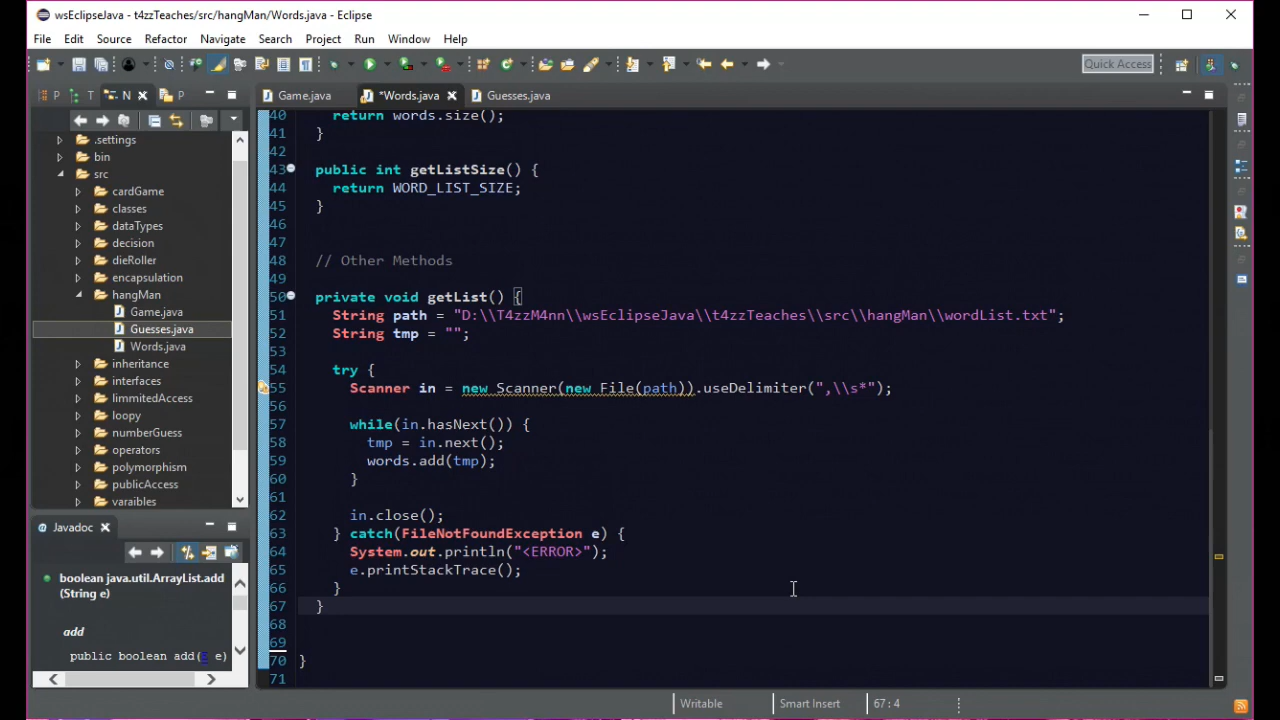 wsEclipseJava - t4zzTeaches/src/hangMan/Words.java - Eclipse
File Edit Source Refactor Navigate Search Project Run Window Help
Quick Access
P T N P
Game.java *Words.java Guesses.java
.settings
bin
src
cardGame
classes
dataTypes
decision
dieRoller
encapsulation
hangMan
Game.java
Guesses.java
Words.java
inheritance
interfaces
limmitedAccess
loopy
numberGuess
operators
polymorphism
publicAccess
varaibles
Javadoc
boolean java.util.ArrayList.add
(String e)
add
public boolean add(E e)
40 return words.size();
41 }
42
43 public int getListSize() {
44 return WORD_LIST_SIZE;
45 }
46
47
48 // Other Methods
49
50 private void getList() {
51 String path = "D:\\T4zzM4nn\\wsEclipseJava\\t4zzTeaches\\src\\hangMan\\wordList.txt";
52 String tmp = "";
53
54 try {
55 Scanner in = new Scanner(new File(path)).useDelimiter(",\\s*");
56
57 while(in.hasNext()) {
58 tmp = in.next();
59 words.add(tmp);
60 }
61
62 in.close();
63 } catch(FileNotFoundException e) {
64 System.out.println("<ERROR>");
65 e.printStackTrace();
66 }
67 }
68
69
70 }
71
Writable Smart Insert 67 : 4